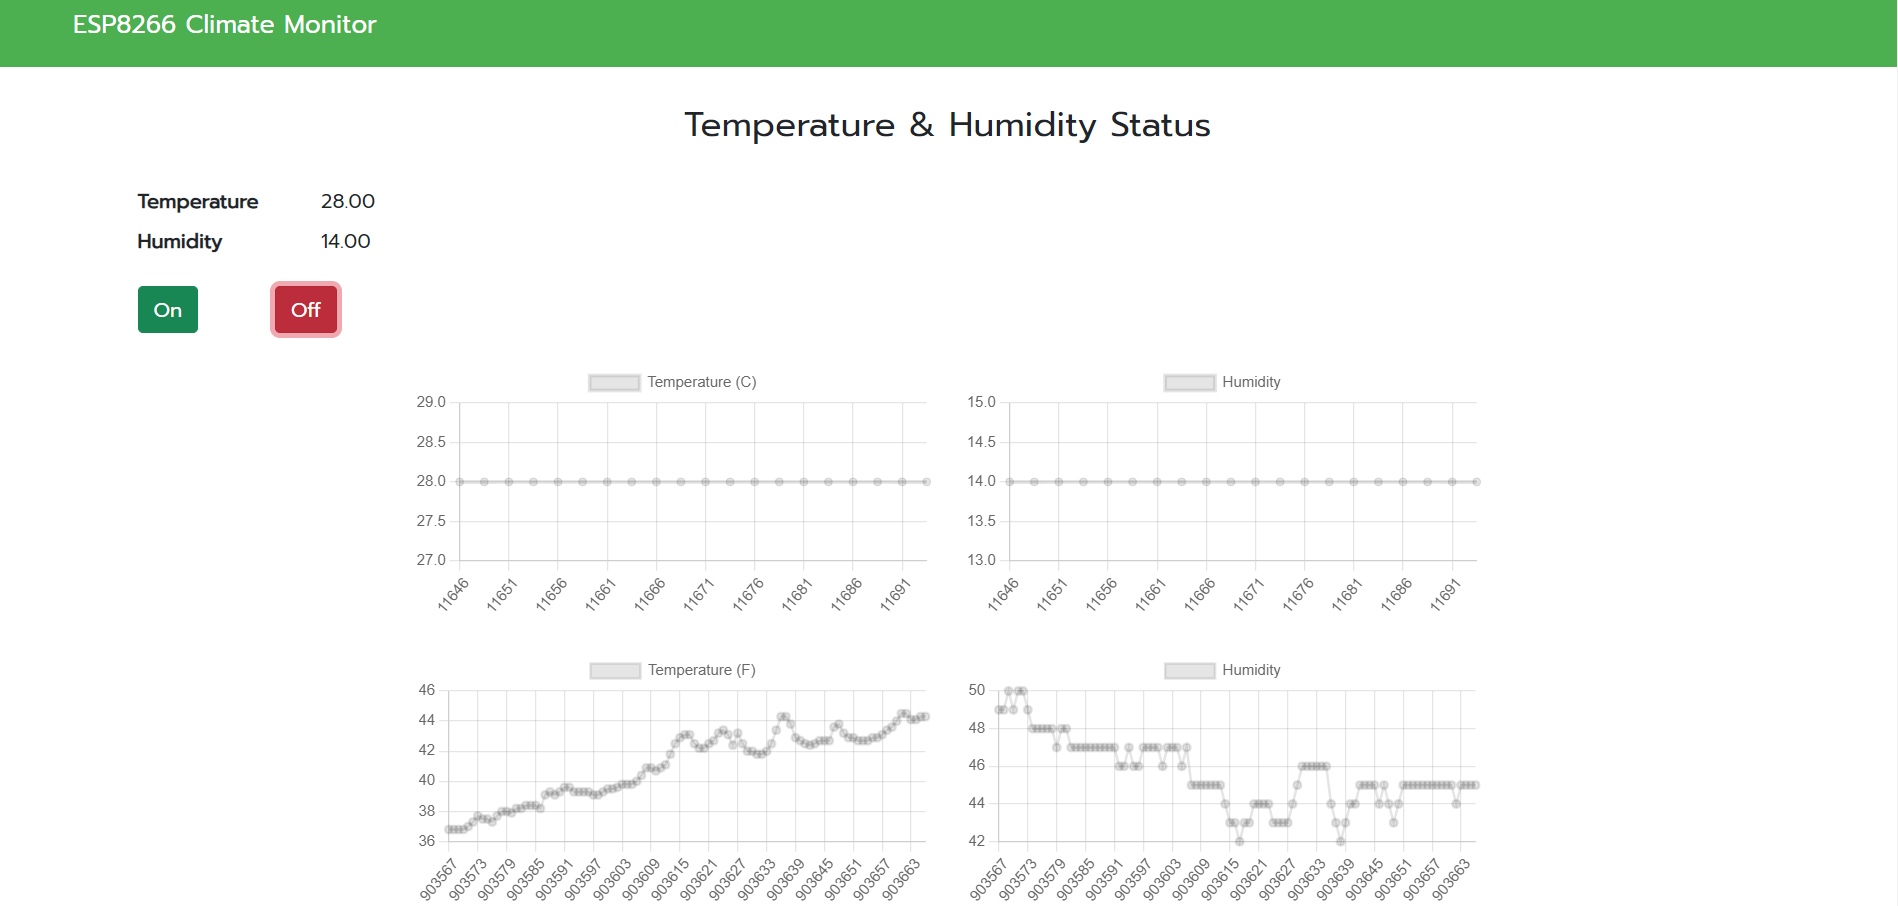 ESP8266 Climate Monitor
Temperature & Humidity Status
Temperature 28.00
Humidity 14.00
On Off
Temperature (C)
29.0
28.5
28.0
27.5
27.0
11646 11651 11656 11661 11666 11671 11676 11681 11686 11691
Humidity
15.0
14.5
14.0
13.5
13.0
11646 11651 11656 11661 11666 11671 11676 11681 11686 11691
Temperature (F)
46
44
42
40
38
36
903567 903573 903579 903585 903591 903597 903603 903609 903615 903621 903627 903633 903639 903645 903651 903657 903663
Humidity
50
48
46
44
42
903567 903573 903579 903585 903591 903597 903603 903609 903615 903621 903627 903633 903639 903645 903651 903657 903663